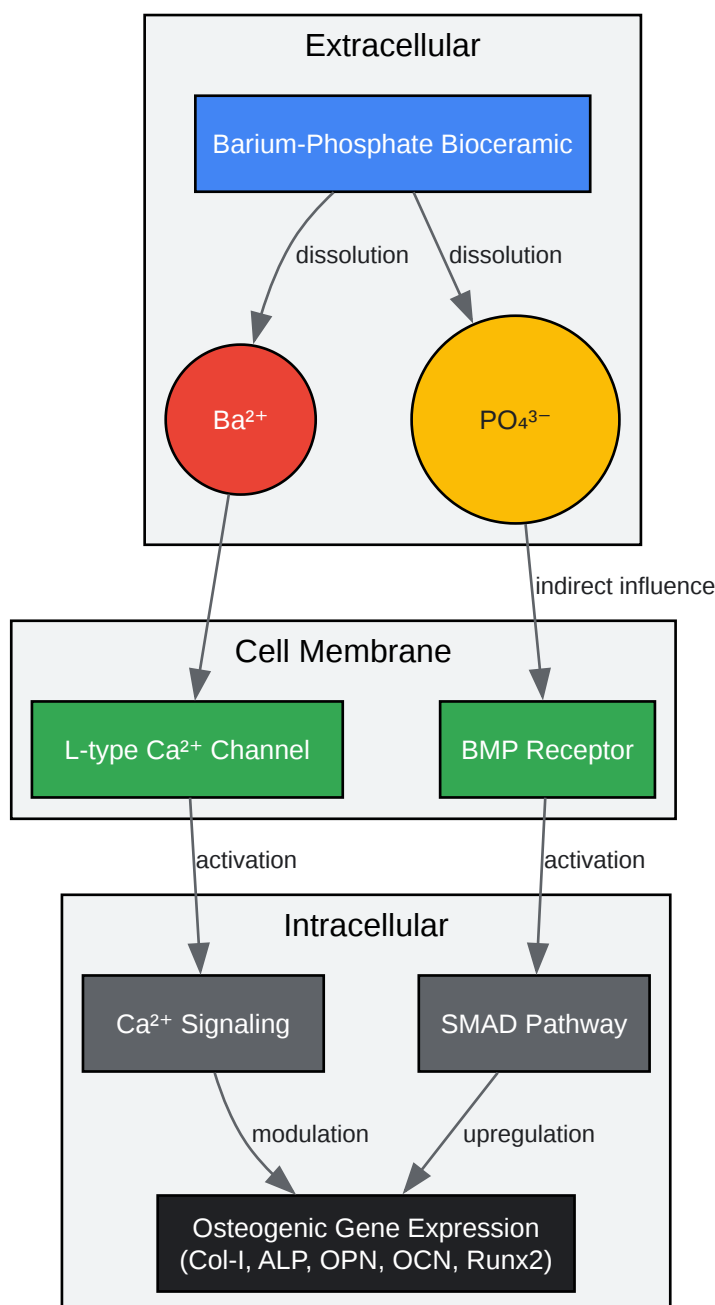 Extracellular
Barium-Phosphate Bioceramic
dissolution
dissolution
Ba²⁺
PO₄³⁻
indirect influence
Cell Membrane
L-type Ca²⁺ Channel
BMP Receptor
activation
activation
Intracellular
Ca²⁺ Signaling
SMAD Pathway
modulation
upregulation
Osteogenic Gene Expression
(Col-I, ALP, OPN, OCN, Runx2)